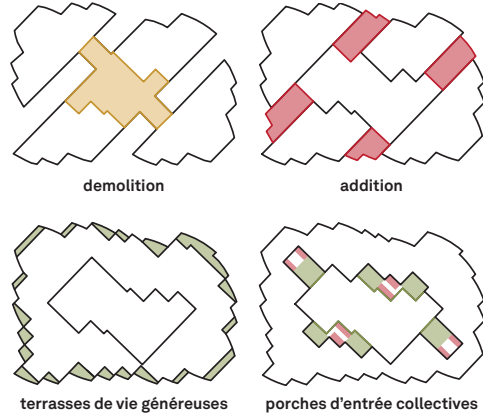 demolition
addition
terrasses de vie généreuses
porches d'entrée collectives